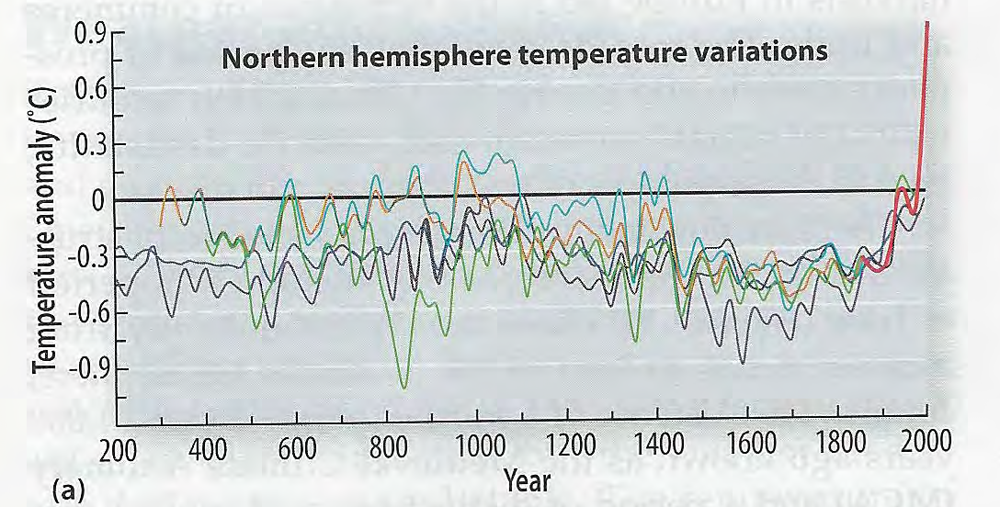 Northern hemisphere temperature variations
Temperature anomaly (°C)
0.9
0.6
0.3
0
-0.3
-0.6
-0.9
200 400 600 800 1000 1200 1400 1600 1800 2000
Year
(a)